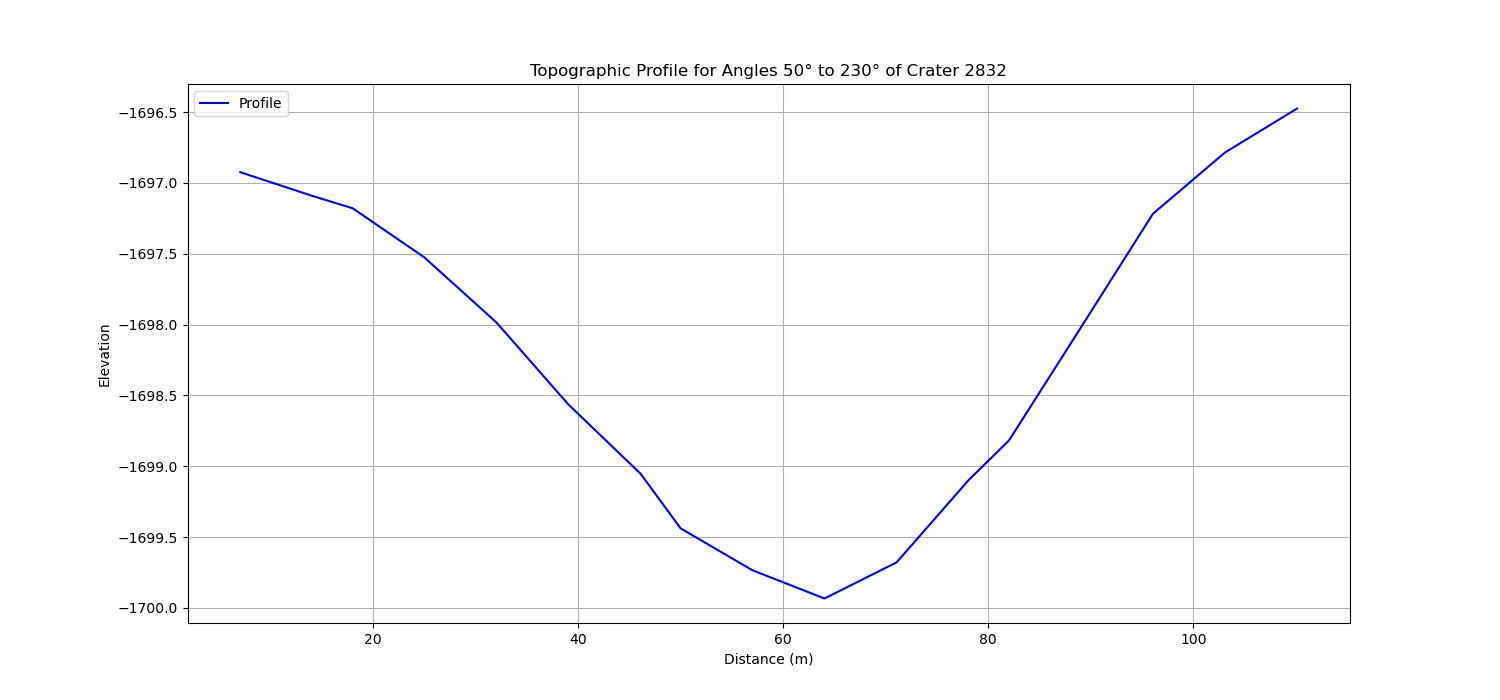 Topographic Profile for Angles 50° to 230° of Crater 2832
Profile
−1696.5
−1697.0
−1697.5
−1698.0
−1698.5
−1699.0
−1699.5
−1700.0
Elevation
20 40 60 80 100
Distance (m)